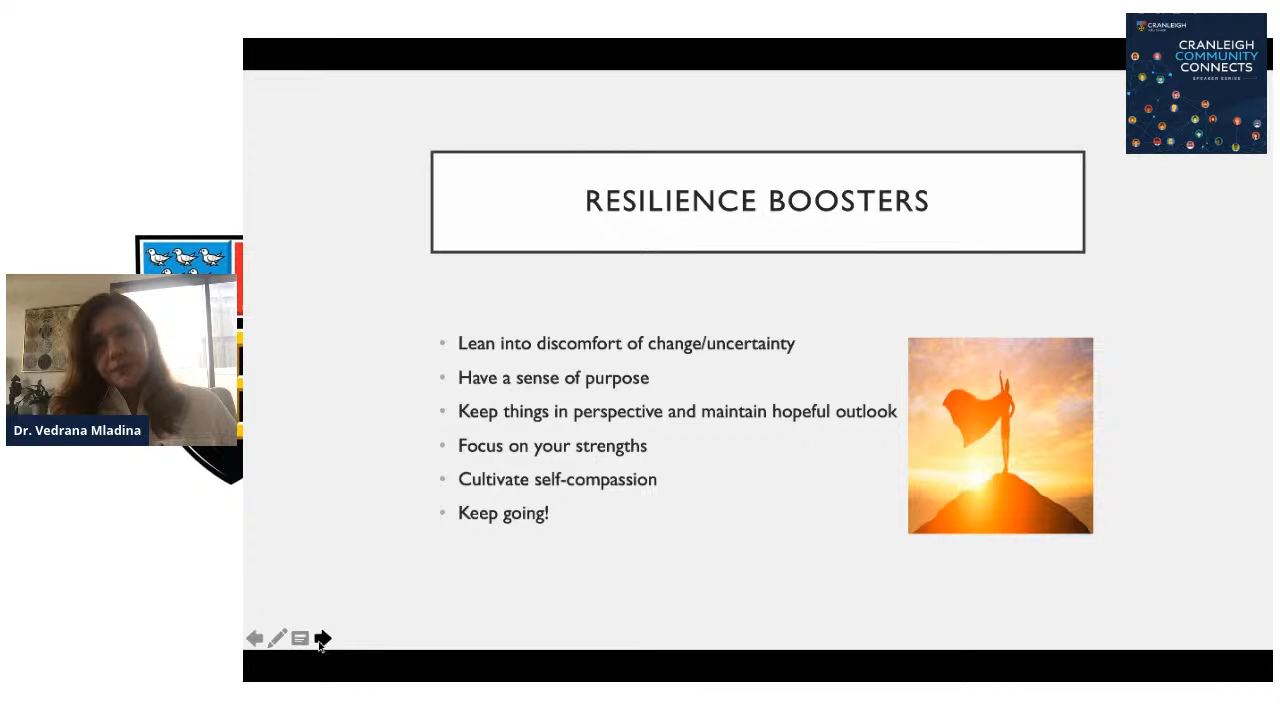 CRANLEIGH
CRANLEIGH
COMMUNITY
CONNECTS
SPEAKER SERIES
RESILIENCE BOOSTERS
• Lean into discomfort of change/uncertainty
• Have a sense of purpose
• Keep things in perspective and maintain hopeful outlook
• Focus on your strengths
• Cultivate self-compassion
• Keep going!
Dr. Vedrana Mladina